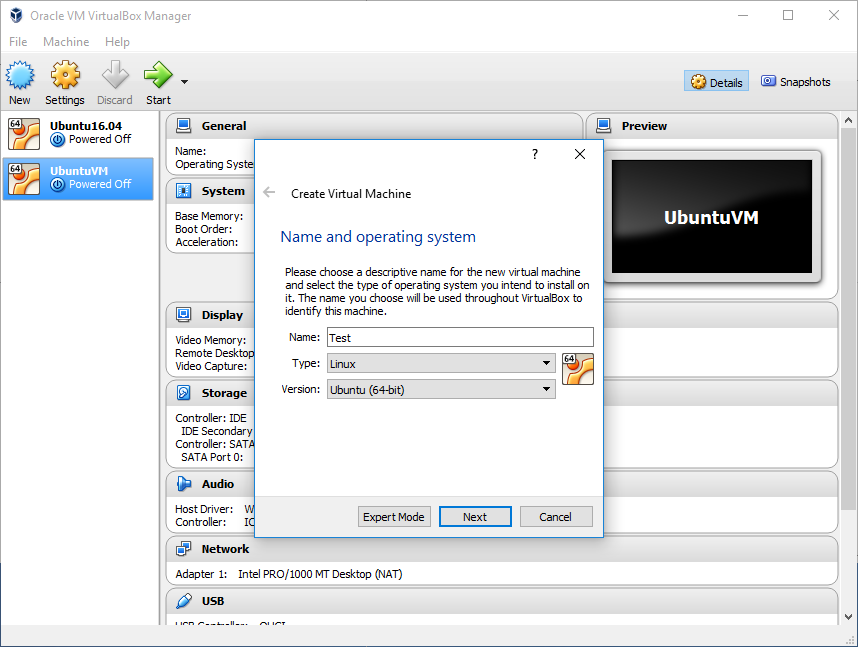 Oracle VM VirtualBox Manager
File Machine Help
New Settings Discard Start
Details Snapshots
64 Ubuntu16.04
Powered Off
64 UbuntuVM
Powered Off
General
Name:
Operating Syste
System
Base Memory:
Boot Order:
Acceleration:
Display
Video Memory:
Remote Desktop
Video Capture:
Storage
Controller: IDE
IDE Secondary
Controller: SATA
SATA Port 0:
Audio
Host Driver: W
Controller: IC
Network
Adapter 1: Intel PRO/1000 MT Desktop (NAT)
USB
USB Controller: OHCI
Preview
UbuntuVM
?
Create Virtual Machine
Name and operating system
Please choose a descriptive name for the new virtual machine
and select the type of operating system you intend to install on
it. The name you choose will be used throughout VirtualBox to
identify this machine.
Name: Test
Type: Linux
64
Version: Ubuntu (64-bit)
Expert Mode Next Cancel